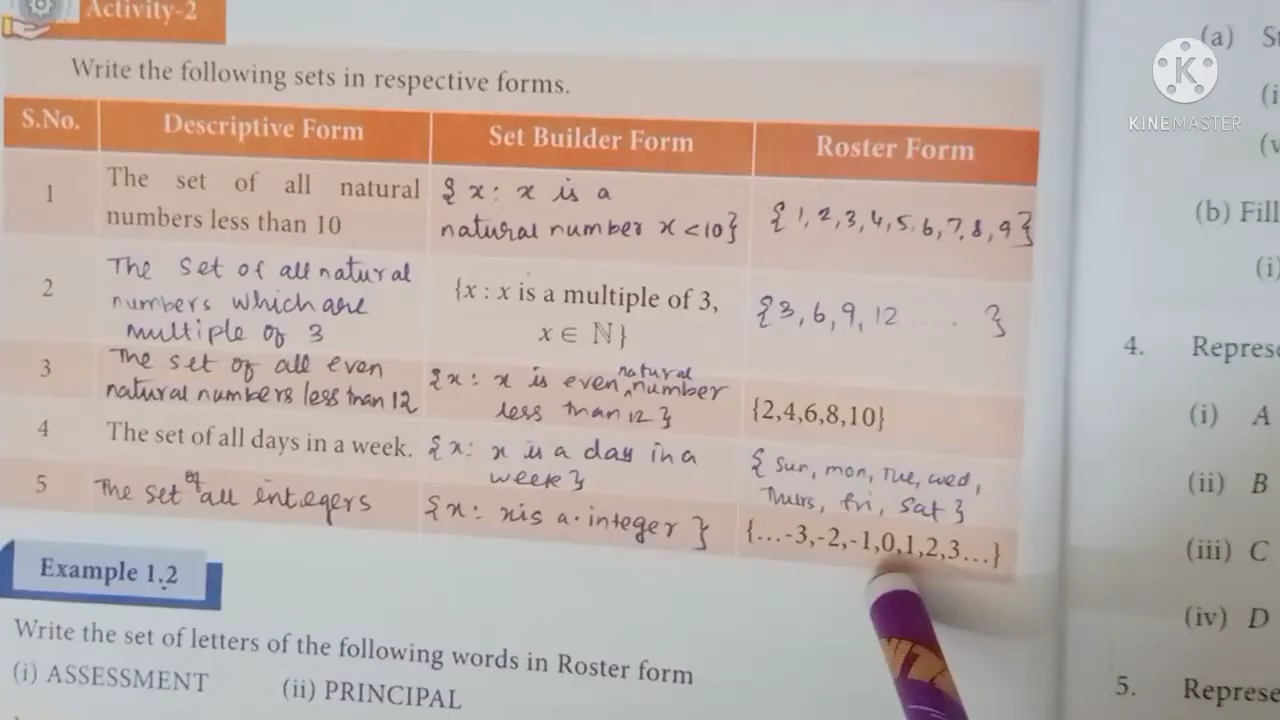 Activity-2
Write the following sets in respective forms.
S.No. Descriptive Form Set Builder Form Roster Form
1
The set of all natural
numbers less than 10
{ x : x is a
natural number x < 10 }
{ 1, 2, 3, 4, 5, 6, 7, 8, 9 }
2
The set of all natural
numbers which are
multiple of 3
{x : x is a multiple of 3,
x ∈ ℕ}
{ 3, 6, 9, 12 ..... }
3
The set of all even
natural numbers less than 12
{ x : x is even natural number
less than 12 }
{2,4,6,8,10}
4
The set of all days in a week.
{ x : x is a day in a
week }
{ Sun, mon, Tue, wed,
Thurs, fri, Sat }
5
The set of all integers
{ x : x is a integer }
{...-3,-2,-1,0,1,2,3...}
Example 1.2
Write the set of letters of the following words in Roster form
(i) ASSESSMENT (ii) PRINCIPAL
(a)
(i
(v
(b) Fill
(i)
4. Represe
(i) A
(ii) B
(iii) C
(iv) D
5. Represe
K
KINEMASTER